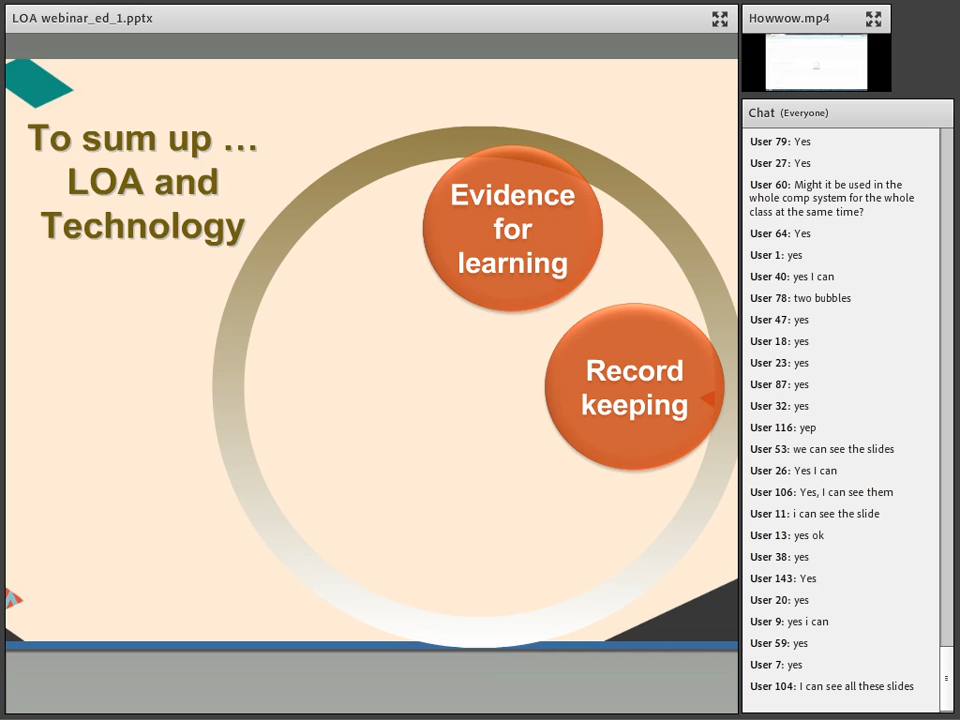 LOA webinar_ed_1.pptx
To sum up …
LOA and
Technology
Evidence
for
learning
Record
keeping
Howwow.mp4
Chat (Everyone)
User 79: Yes
User 27: Yes
User 60: Might it be used in the
whole comp system for the whole
class at the same time?
User 64: Yes
User 1: yes
User 40: yes I can
User 78: two bubbles
User 47: yes
User 18: yes
User 23: yes
User 87: yes
User 32: yes
User 116: yep
User 53: we can see the slides
User 26: Yes I can
User 106: Yes, I can see them
User 11: i can see the slide
User 13: yes ok
User 38: yes
User 143: Yes
User 20: yes
User 9: yes i can
User 59: yes
User 7: yes
User 104: I can see all these slides